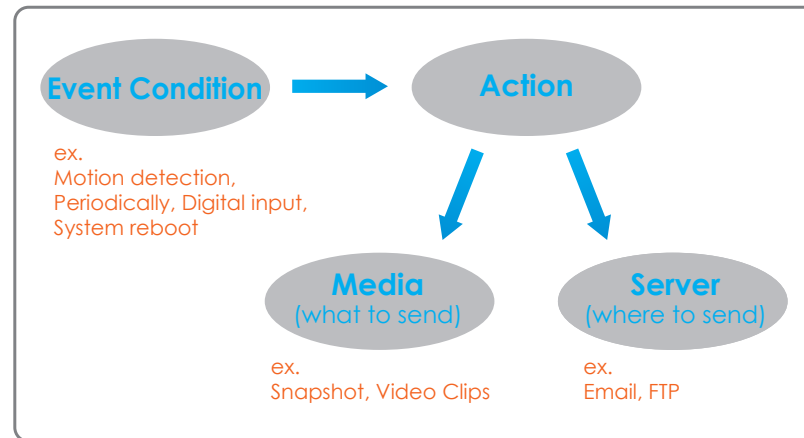 Event Condition
Action
ex.
Motion detection,
Periodically, Digital input,
System reboot
Media
(what to send)
Server
(where to send)
ex.
Snapshot, Video Clips
ex.
Email, FTP